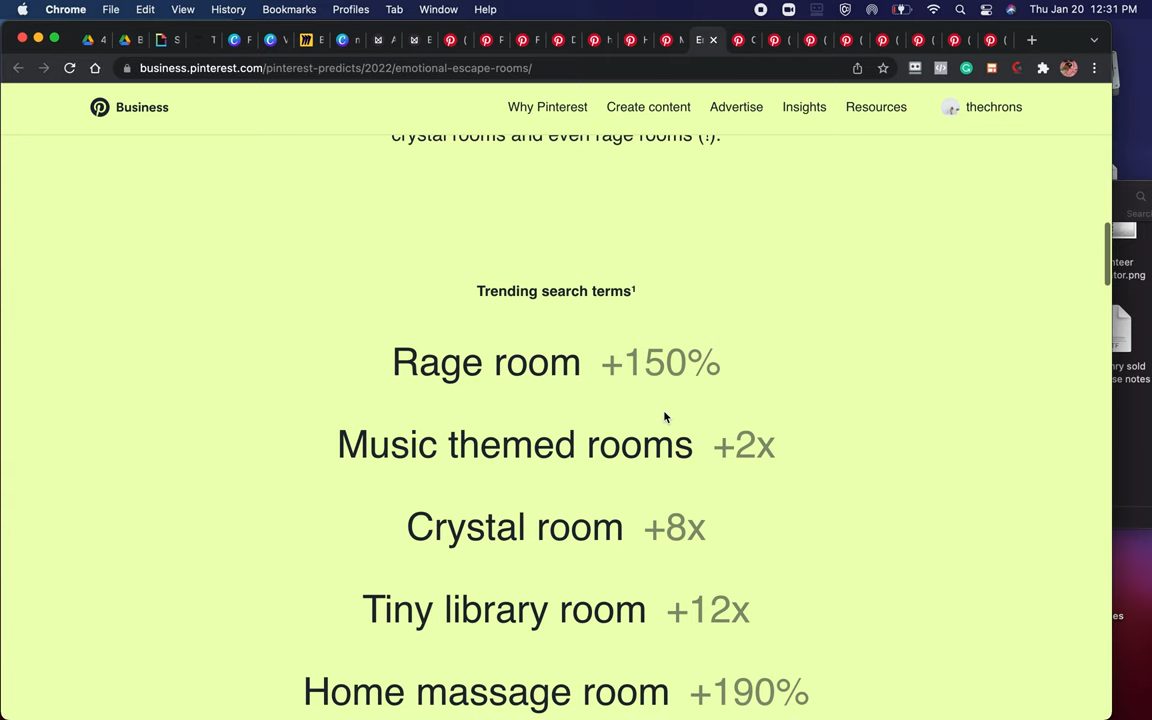 Chrome File Edit View History Bookmarks Profiles Tab Window Help Thu Jan 20 12:31 PM
business.pinterest.com/pinterest-predicts/2022/emotional-escape-rooms/
Business Why Pinterest Create content Advertise Insights Resources thechrons
crystal rooms and even rage rooms (!).
Trending search terms¹
Rage room +150%
Music themed rooms +2x
Crystal room +8x
Tiny library room +12x
Home massage room +190%